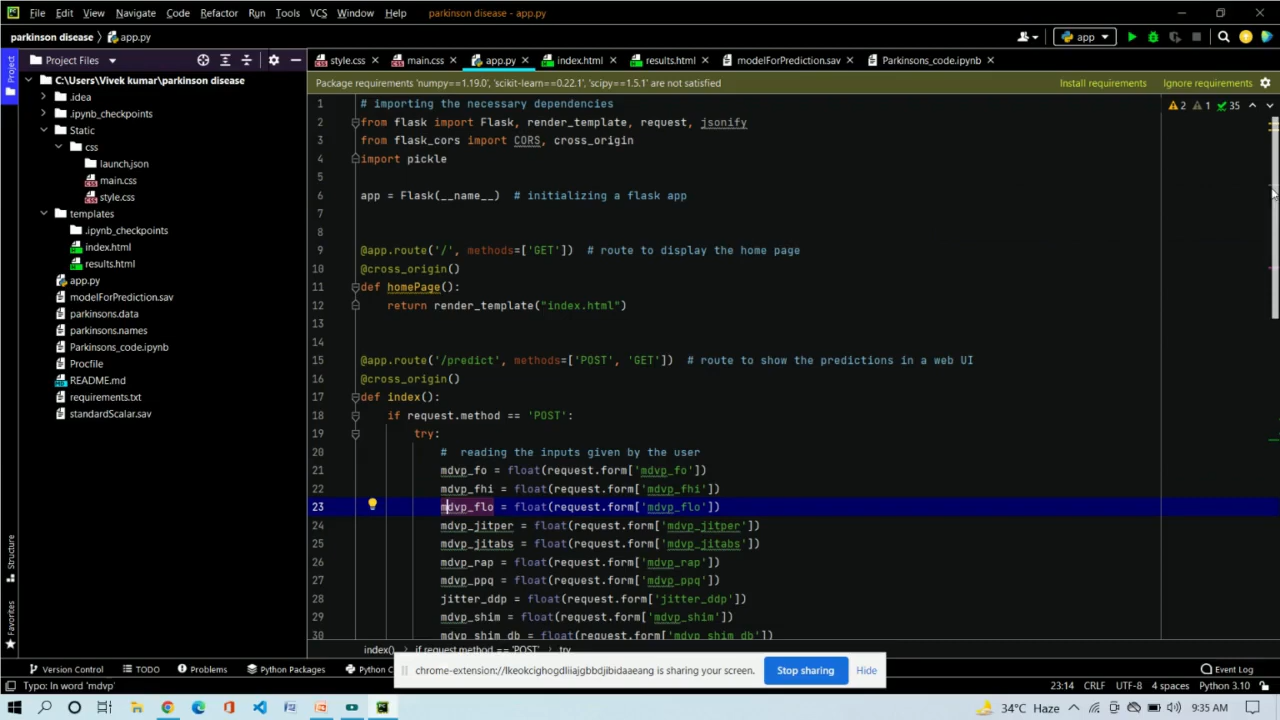 File Edit View Navigate Code Refactor Run Tools VCS Window Help parkinson disease - app.py
parkinson disease app.py app
Project
Project Files
style.css main.css app.py index.html results.html modelForPrediction.sav Parkinsons_code.ipynb
C:\Users\Vivek kumar\parkinson disease
.idea
.ipynb_checkpoints
Static
css
launch.json
main.css
style.css
templates
.ipynb_checkpoints
index.html
results.html
app.py
modelForPrediction.sav
parkinsons.data
parkinsons.names
Parkinsons_code.ipynb
Procfile
README.md
requirements.txt
standardScalar.sav
Package requirements 'numpy==1.19.0', 'scikit-learn==0.22.1', 'scipy==1.5.1' are not satisfied Install requirements Ignore requirements
2 1 35
1 # importing the necessary dependencies
2 from flask import Flask, render_template, request, jsonify
3 from flask_cors import CORS, cross_origin
4 import pickle
5
6 app = Flask(__name__) # initializing a flask app
7
8
9 @app.route('/', methods=['GET']) # route to display the home page
10 @cross_origin()
11 def homePage():
12 return render_template("index.html")
13
14
15 @app.route('/predict', methods=['POST', 'GET']) # route to show the predictions in a web UI
16 @cross_origin()
17 def index():
18 if request.method == 'POST':
19 try:
20 # reading the inputs given by the user
21 mdvp_fo = float(request.form['mdvp_fo'])
22 mdvp_fhi = float(request.form['mdvp_fhi'])
23 mdvp_flo = float(request.form['mdvp_flo'])
24 mdvp_jitper = float(request.form['mdvp_jitper'])
25 mdvp_jitabs = float(request.form['mdvp_jitabs'])
26 mdvp_rap = float(request.form['mdvp_rap'])
27 mdvp_ppq = float(request.form['mdvp_ppq'])
28 jitter_ddp = float(request.form['jitter_ddp'])
29 mdvp_shim = float(request.form['mdvp_shim'])
30 mdvp_shim_db = float(request.form['mdvp_shim_db'])
index() if request.method == 'POST' try
Structure
Favorites
Version Control TODO Problems Python Packages Python C Event Log
chrome-extension://lkeokcighogdliiajgbbdjibidaaeang is sharing your screen. Stop sharing Hide
Typo: In word 'mdvp' 23:14 CRLF UTF-8 4 spaces Python 3.10
34°C Haze 9:35 AM